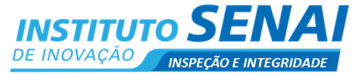 INSTITUTO SENAI
DE INOVAÇÃO
INSPEÇÃO E INTEGRIDADE